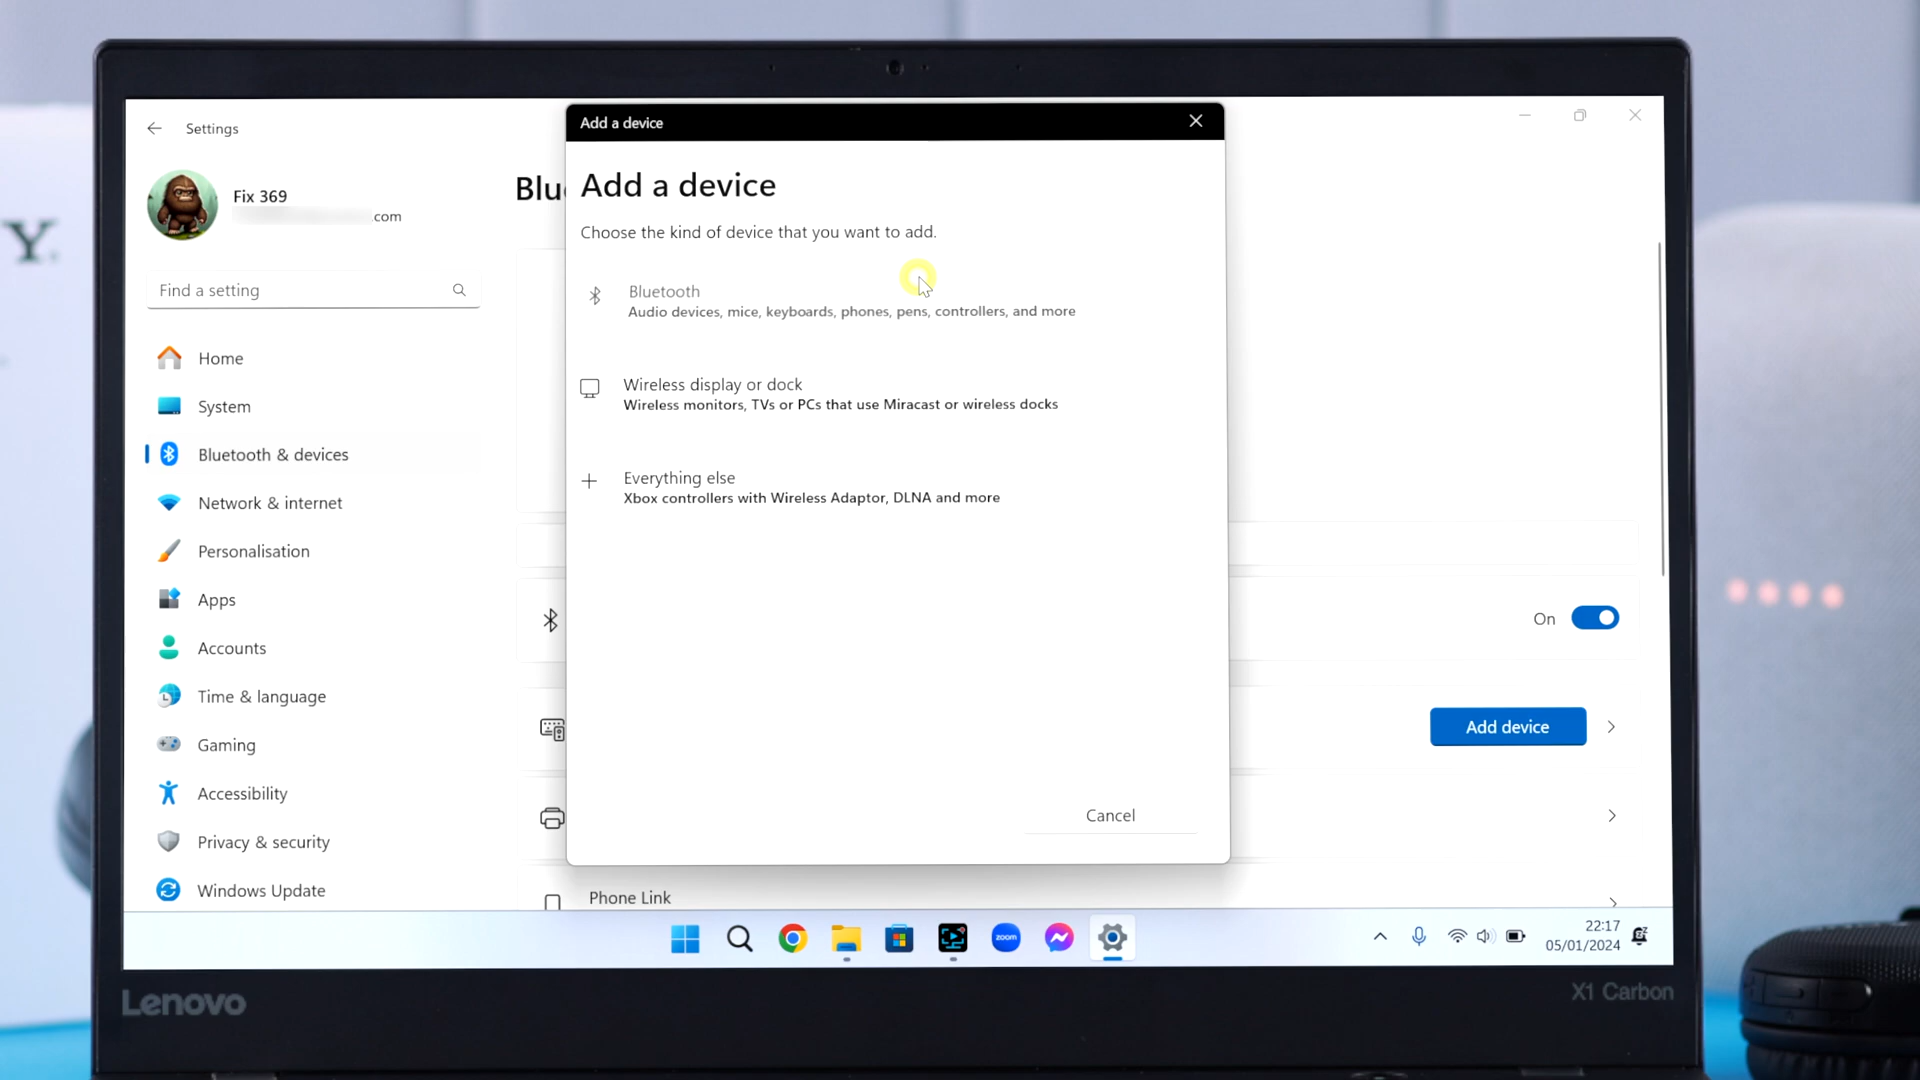 Y.
Settings
Fix 369
.com
Find a setting
Home
System
Bluetooth & devices
Network & internet
Personalisation
Apps
Accounts
Time & language
Gaming
Accessibility
Privacy & security
Windows Update
Blu
Add a device
Add a device
Choose the kind of device that you want to add.
Bluetooth
Audio devices, mice, keyboards, phones, pens, controllers, and more
Wireless display or dock
Wireless monitors, TVs or PCs that use Miracast or wireless docks
Everything else
Xbox controllers with Wireless Adaptor, DLNA and more
Cancel
On
Add device
Phone Link
zoom
22:17
05/01/2024
Lenovo
X1 Carbon